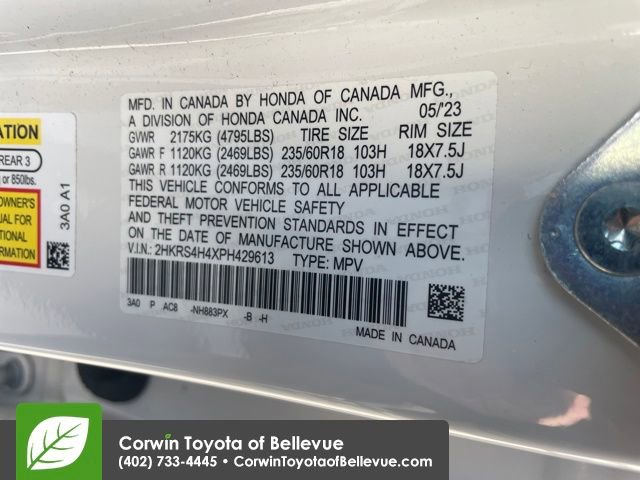 MFD. IN CANADA BY HONDA OF CANADA MFG.,
A DIVISION OF HONDA CANADA INC. 05/'23
GVWR 2175KG (4795LBS) TIRE SIZE RIM SIZE
GAWR F 1120KG (2469LBS) 235/60R18 103H 18X7.5J
GAWR R 1120KG (2469LBS) 235/60R18 103H 18X7.5J
THIS VEHICLE CONFORMS TO ALL APPLICABLE
FEDERAL MOTOR VEHICLE SAFETY
AND THEFT PREVENTION STANDARDS IN EFFECT
ON THE DATE OF MANUFACTURE SHOWN ABOVE.
V.I.N.: 2HKRS4H4XPH429613 TYPE: MPV
3A0 P AC8 -NH883PX -B -H
MADE IN CANADA
ATION
REAR 3
or 850lbs.
OWNER'S
UAL FOR
ORMATION
3A0 A1
Corwin Toyota of Bellevue
(402) 733-4445 • CorwinToyotaofBellevue.com